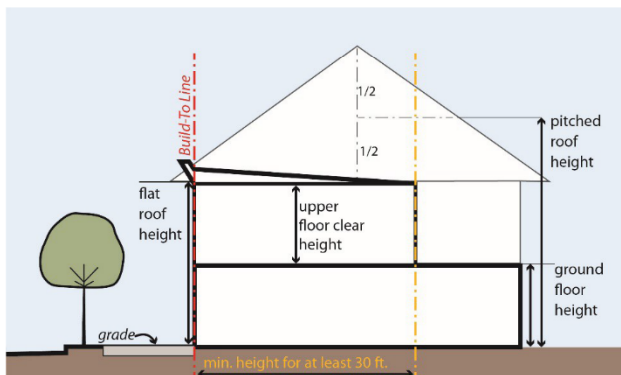 Build-To Line
1/2
1/2
pitched
roof
height
flat
roof
height
upper
floor clear
height
ground
floor
height
grade
min. height for at least 30 ft.